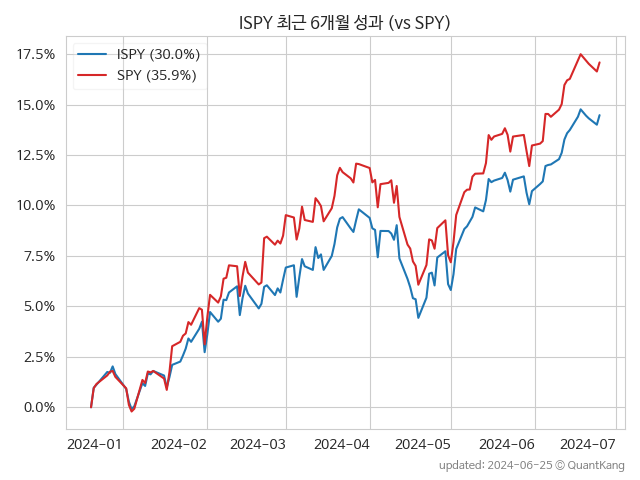 ISPY 최근 6개월 성과 (vs SPY)
ISPY (30.0%)
SPY (35.9%)
17.5%
15.0%
12.5%
10.0%
7.5%
5.0%
2.5%
0.0%
2024-01 2024-02 2024-03 2024-04 2024-05 2024-06 2024-07
updated: 2024-06-25 © QuantKang